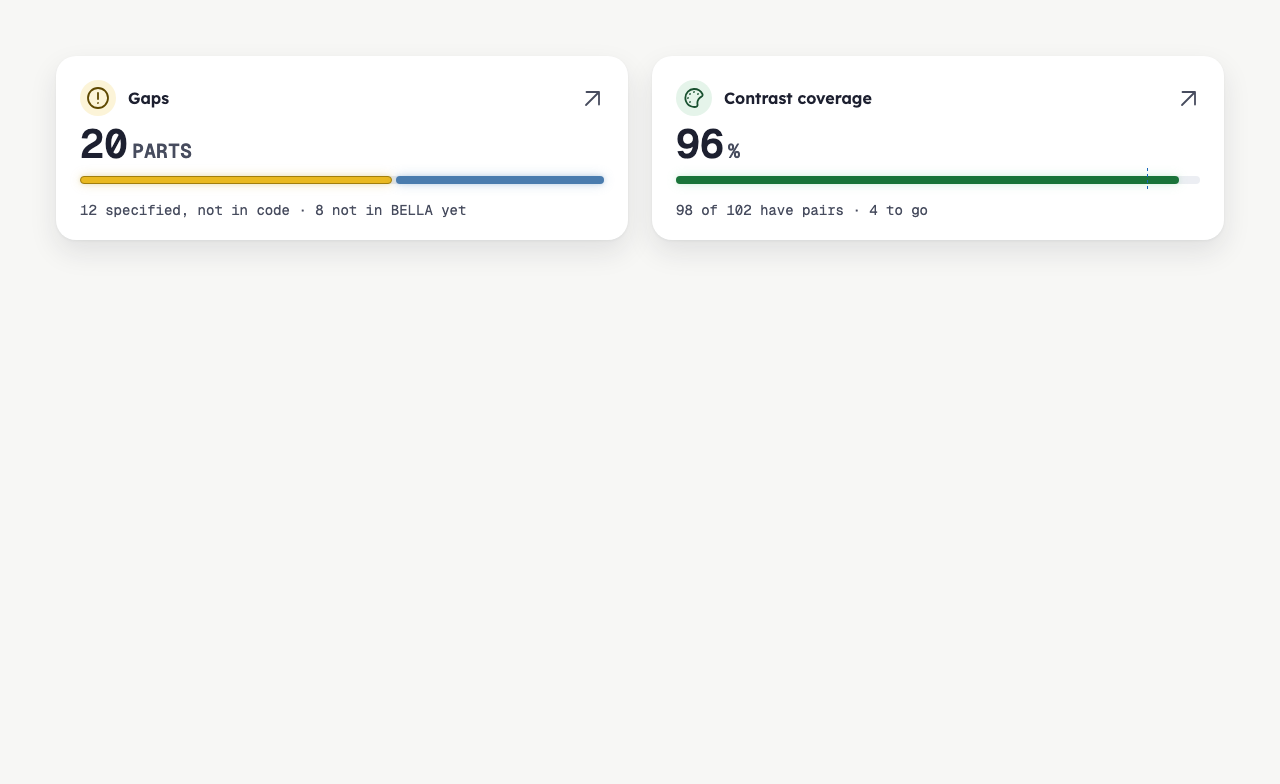 Gaps
20 PARTS
12 specified, not in code · 8 not in BELLA yet
Contrast coverage
96 %
98 of 102 have pairs · 4 to go